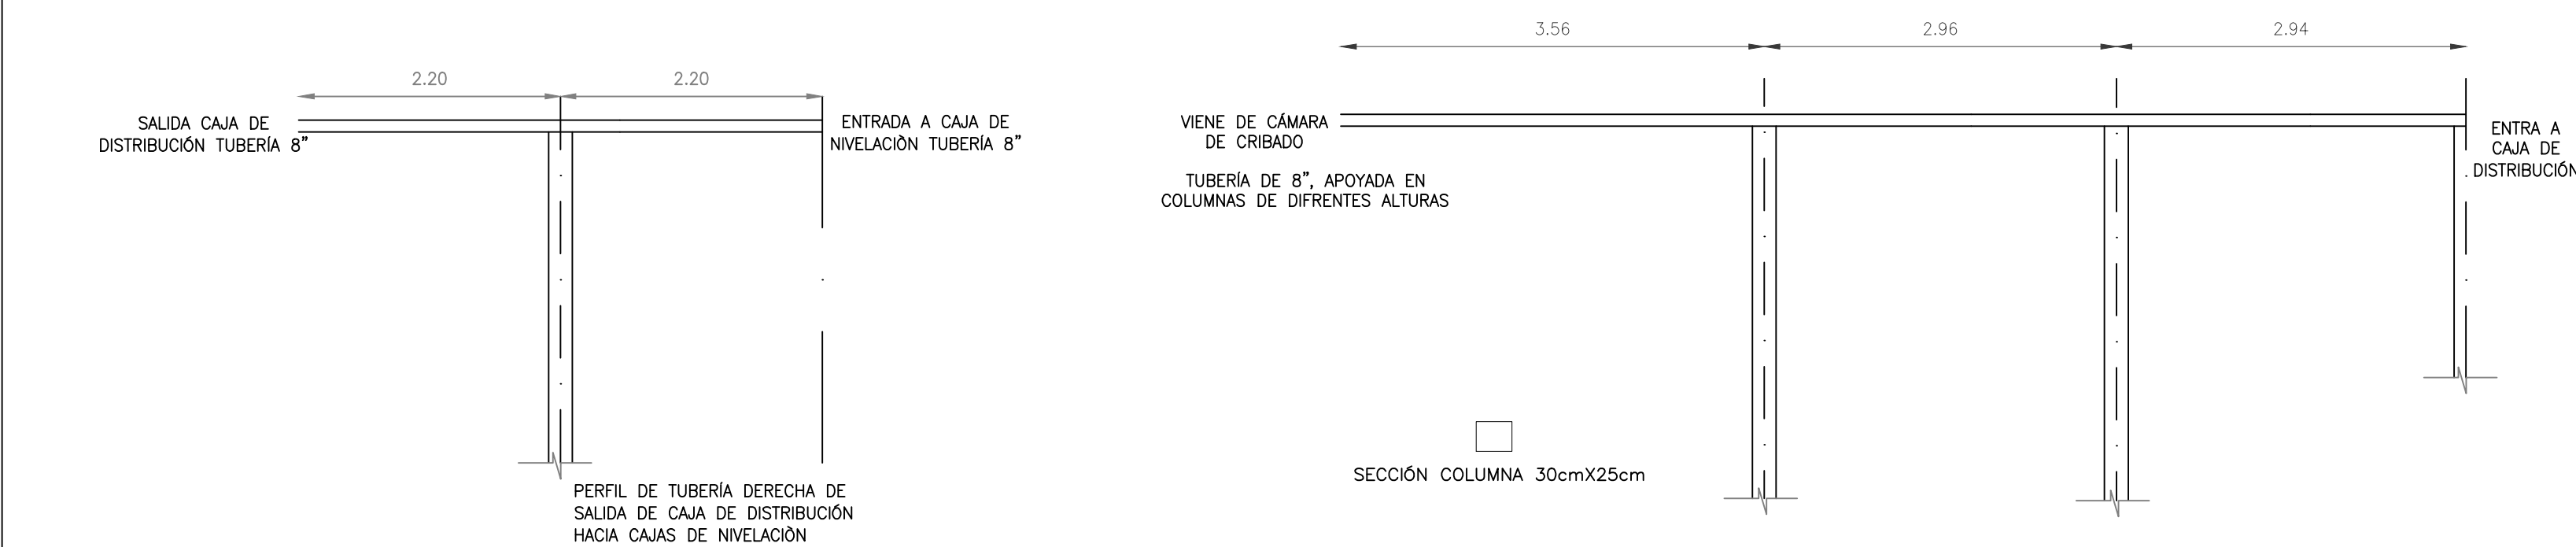 2.20
2.20
SALIDA CAJA DE
DISTRIBUCIÓN TUBERÍA 8”
ENTRADA A CAJA DE
NIVELACIÒN TUBERÍA 8”
PERFIL DE TUBERÍA DERECHA DE
SALIDA DE CAJA DE DISTRIBUCIÓN
HACIA CAJAS DE NIVELACIÒN
3.56
2.96
2.94
VIENE DE CÁMARA
DE CRIBADO
TUBERÍA DE 8”, APOYADA EN
COLUMNAS DE DIFRENTES ALTURAS
ENTRA A
CAJA DE
DISTRIBUCIÓN
SECCIÓN COLUMNA 30cmX25cm